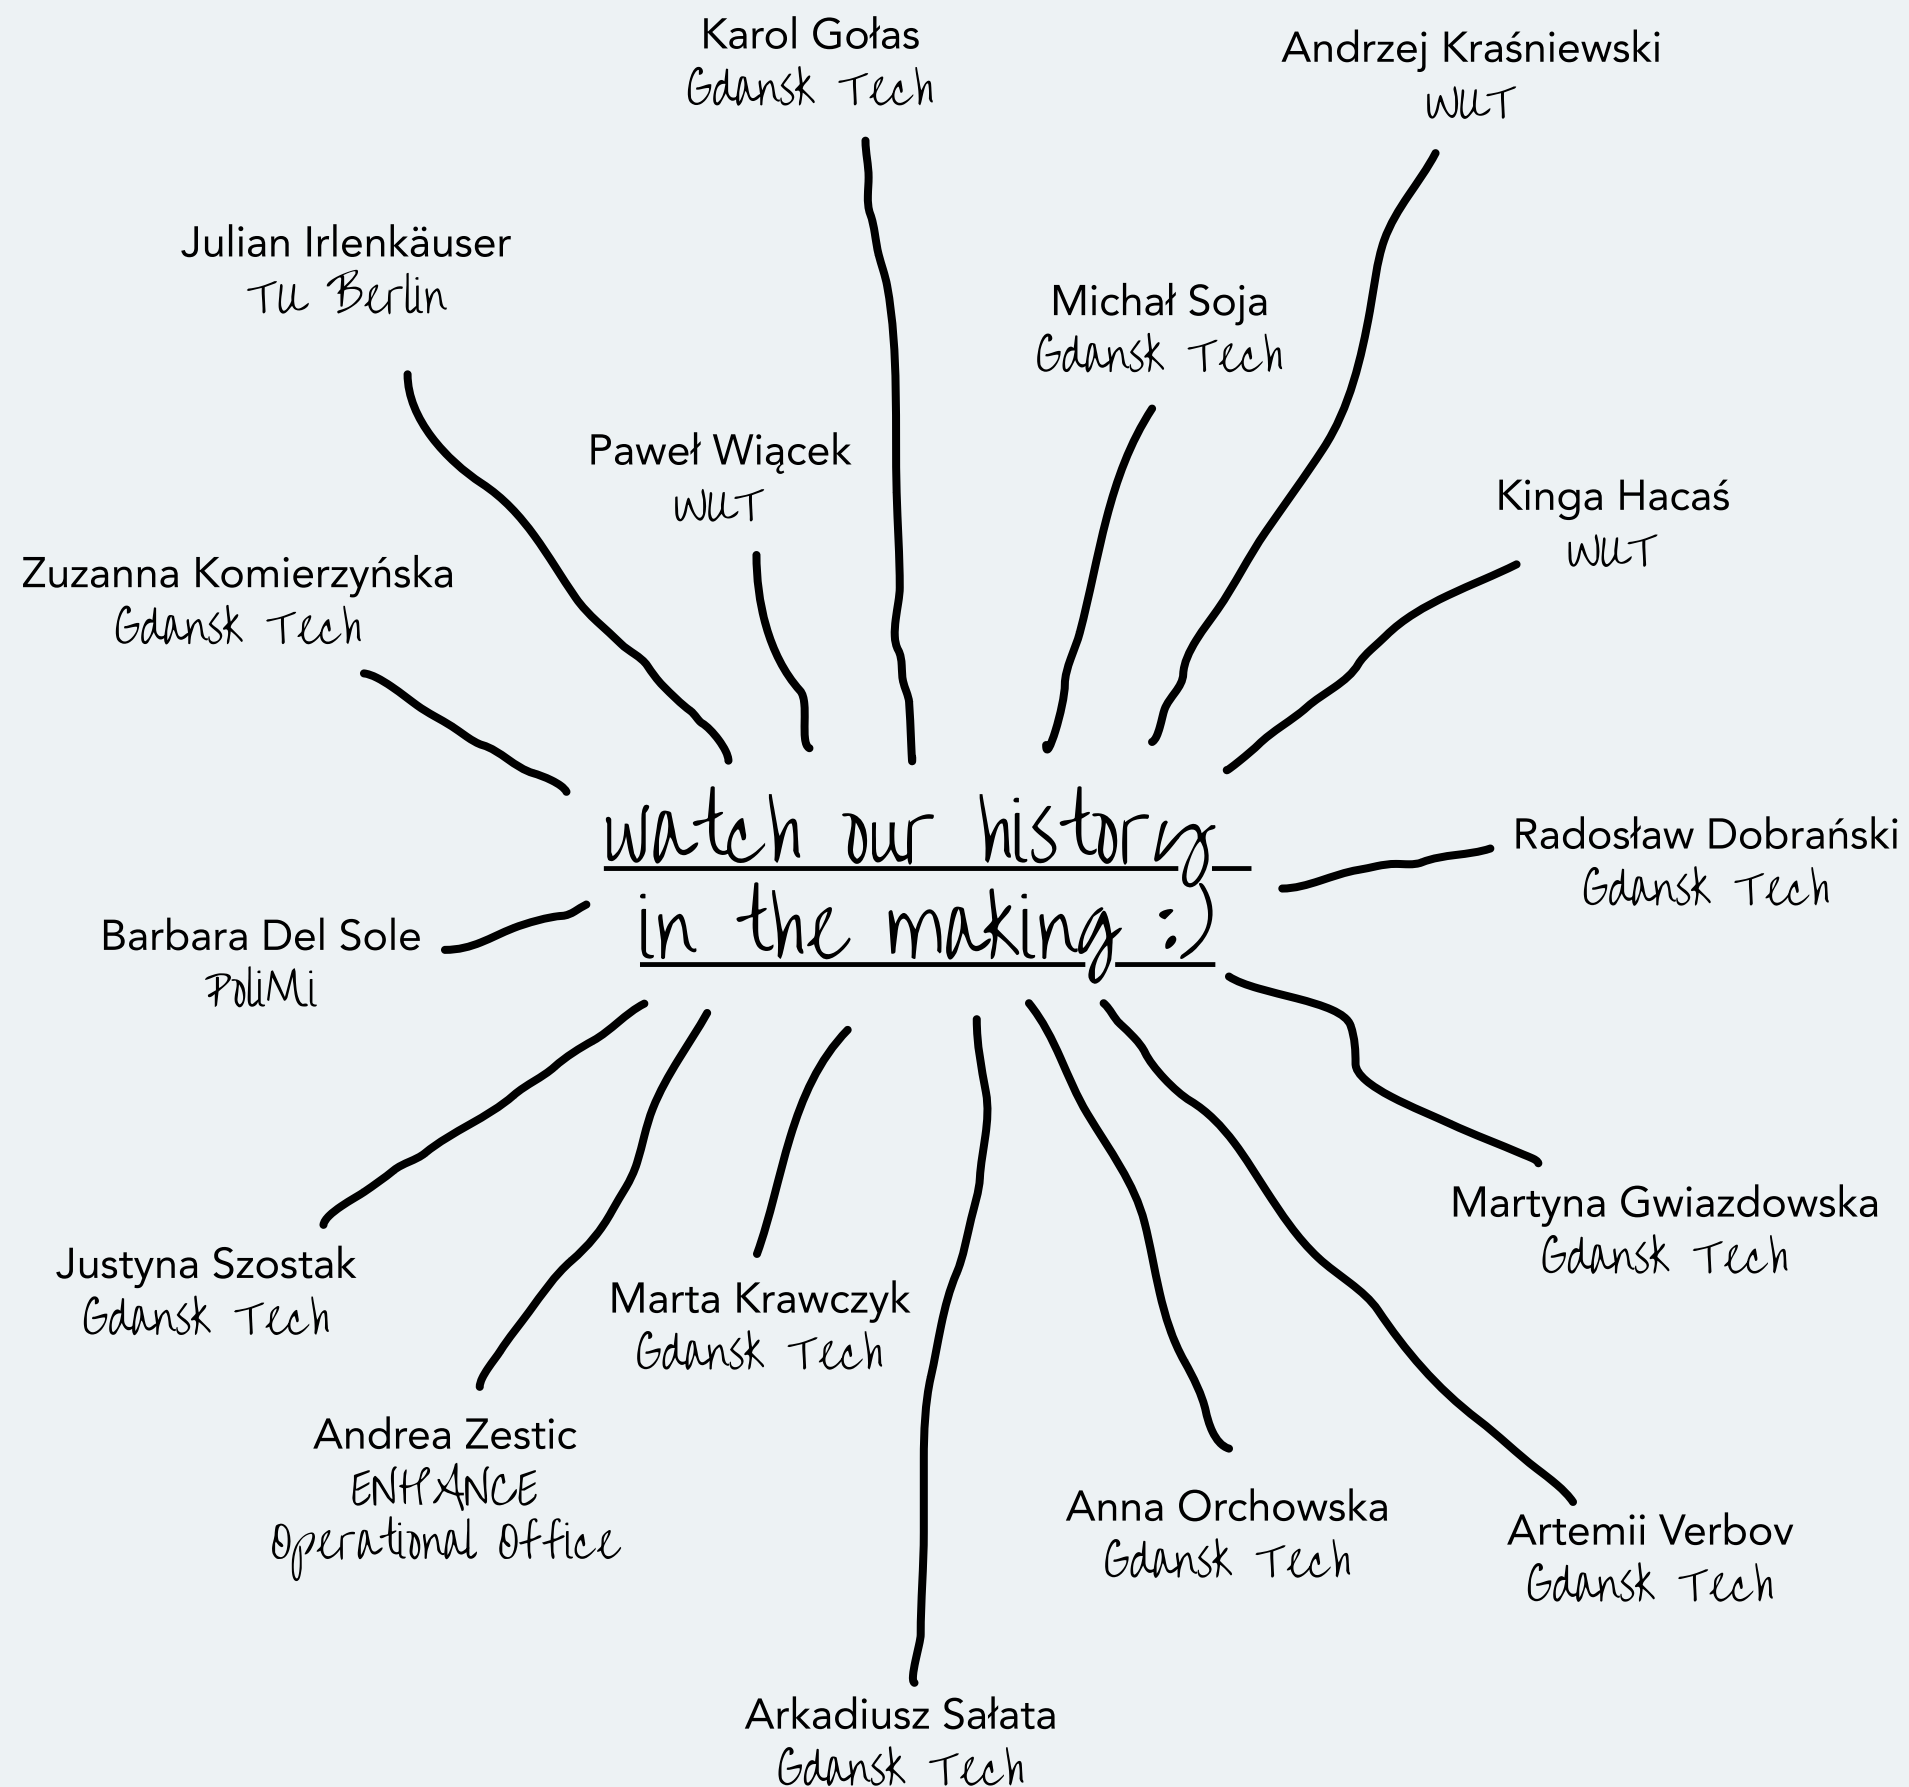 Karol Gołas
Gdansk Tech
Andrzej Kraśniewski
WUT
Julian Irlenkäuser
TU Berlin
Michał Soja
Gdansk Tech
Paweł Wiącek
WUT
Kinga Hacaś
WUT
Zuzanna Komierzyńska
Gdansk Tech
watch our history
in the making :)
Radosław Dobrański
Gdansk Tech
Barbara Del Sole
PoliMi
Martyna Gwiazdowska
Gdansk Tech
Justyna Szostak
Gdansk Tech
Marta Krawczyk
Gdansk Tech
Andrea Zestic
ENHANCE
Operational Office
Anna Orchowska
Gdansk Tech
Artemii Verbov
Gdansk Tech
Arkadiusz Sałata
Gdansk Tech